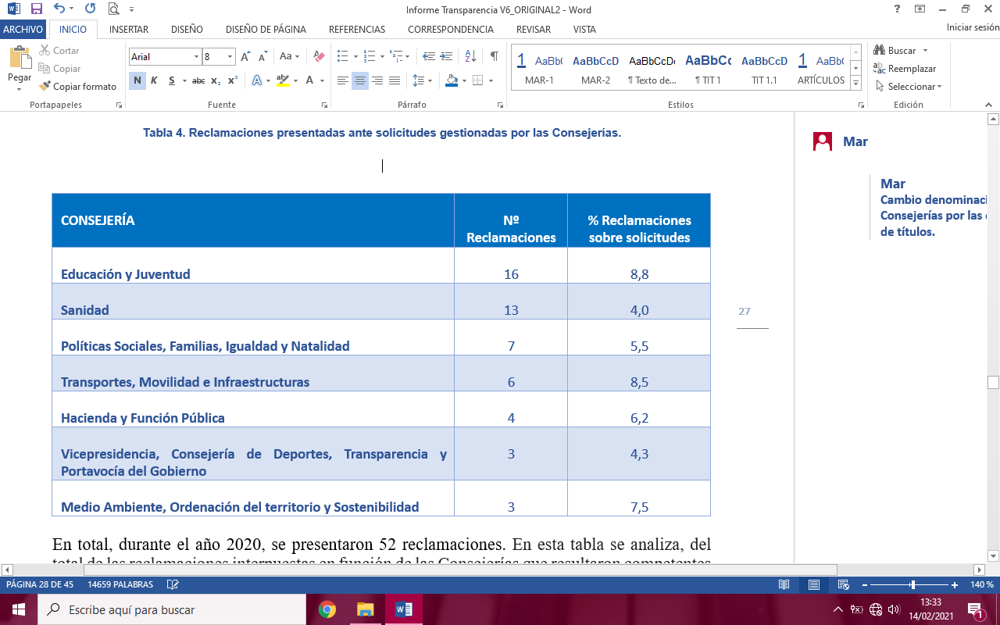 Informe Transparencia V6_ORIGINAL2 - Word
ARCHIVO INICIO INSERTAR DISEÑO DISEÑO DE PÁGINA REFERENCIAS CORRESPONDENCIA REVISAR VISTA Iniciar sesión
Pegar
Cortar
Copiar
Copiar formato
Portapapeles
Arial 8
N K S abc x₂ x²
Fuente
Párrafo
1 AaBbC AaBbCcD AaBbCcDc AaBbCc AaBbCcD 1 AaBb
MAR-1 MAR-2 ¶ Texto de... ¶ TIT 1 TIT 1.1 ARTÍCULOS
Estilos
Buscar
Reemplazar
Seleccionar
Edición
Tabla 4. Reclamaciones presentadas ante solicitudes gestionadas por las Consejerías.
CONSEJERÍA Nº Reclamaciones % Reclamaciones sobre solicitudes
Educación y Juventud 16 8,8
Sanidad 13 4,0
Políticas Sociales, Familias, Igualdad y Natalidad 7 5,5
Transportes, Movilidad e Infraestructuras 6 8,5
Hacienda y Función Pública 4 6,2
Vicepresidencia, Consejería de Deportes, Transparencia y 3 4,3
Portavocía del Gobierno
Medio Ambiente, Ordenación del territorio y Sostenibilidad 3 7,5
En total, durante el año 2020, se presentaron 52 reclamaciones. En esta tabla se analiza, del
total de las reclamaciones interpuestas en función de las Consejerías que resultaron competentes
27
Mar
Mar
Cambio denominaci
Consejerías por las
de títulos.
PÁGINA 28 DE 45 14659 PALABRAS 140 %
Escribe aquí para buscar
13:33
14/02/2021
1